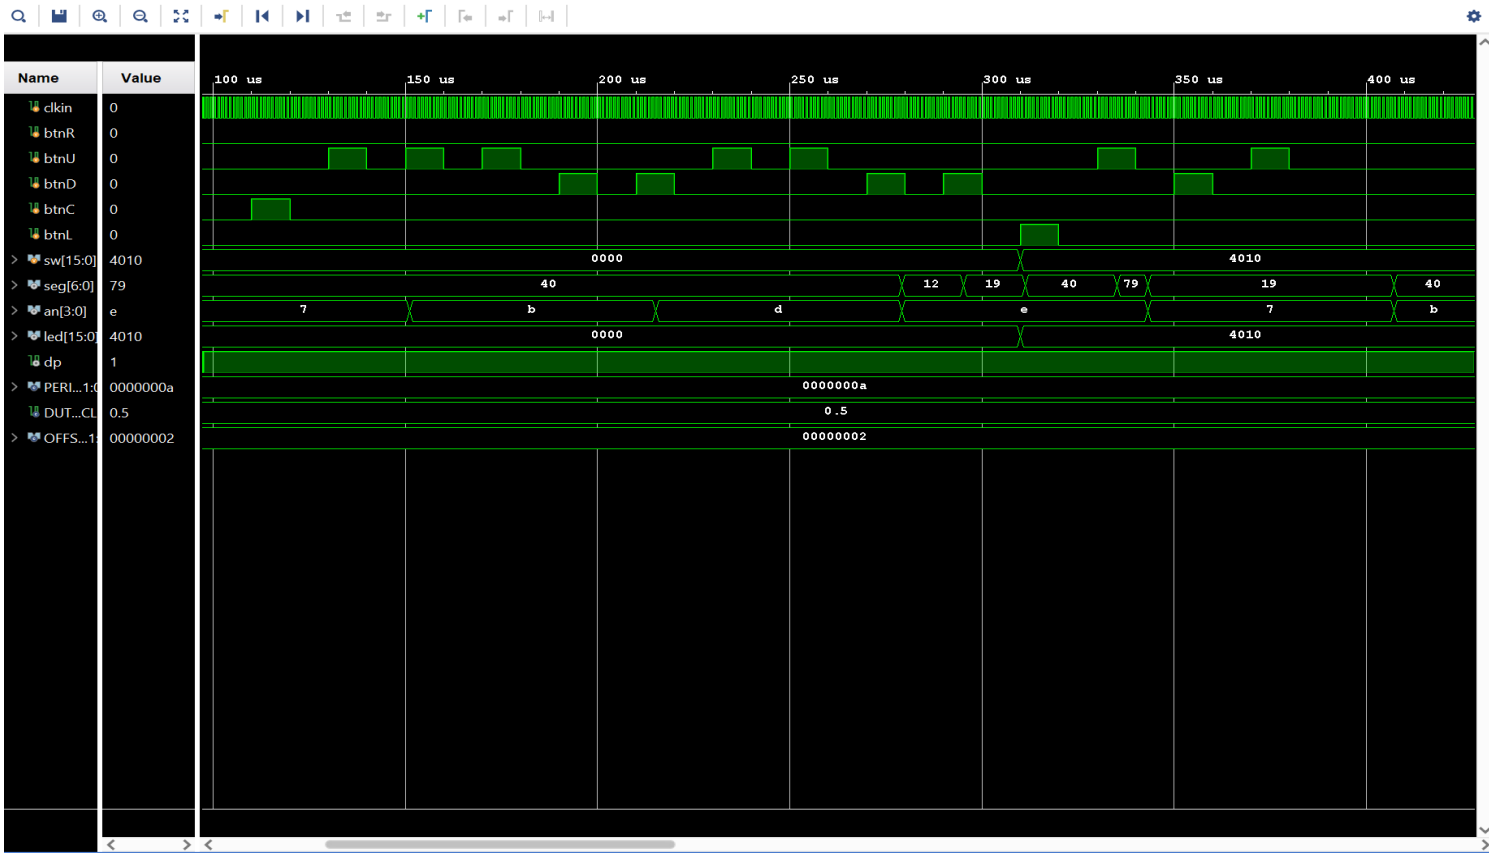 Name Value
100 us 150 us 200 us 250 us 300 us 350 us 400 us
clkin 0
btnR 0
btnU 0
btnD 0
btnC 0
btnL 0
sw[15:0] 4010 0000 4010
seg[6:0] 79 40 12 19 40 79 19 40
an[3:0] e 7 b d e 7 b
led[15:0] 4010 0000 4010
dp 1
PERI...1:0 0000000a 0000000a
DUT...CL 0.5 0.5
OFFS...1: 00000002 00000002